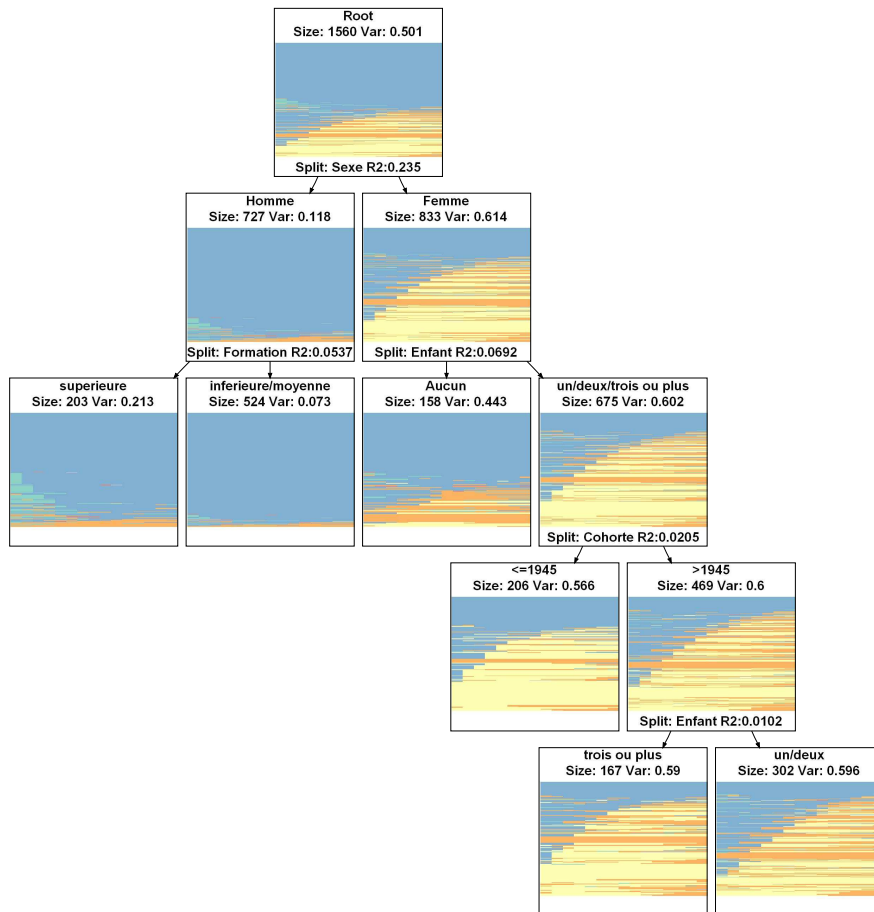 Root
Size: 1560 Var: 0.501
Split: Sexe R2:0.235
Homme
Size: 727 Var: 0.118
Split: Formation R2:0.0537
Femme
Size: 833 Var: 0.614
Split: Enfant R2:0.0692
superieure
Size: 203 Var: 0.213
inferieure/moyenne
Size: 524 Var: 0.073
Aucun
Size: 158 Var: 0.443
un/deux/trois ou plus
Size: 675 Var: 0.602
Split: Cohorte R2:0.0205
<=1945
Size: 206 Var: 0.566
>1945
Size: 469 Var: 0.6
Split: Enfant R2:0.0102
trois ou plus
Size: 167 Var: 0.59
un/deux
Size: 302 Var: 0.596